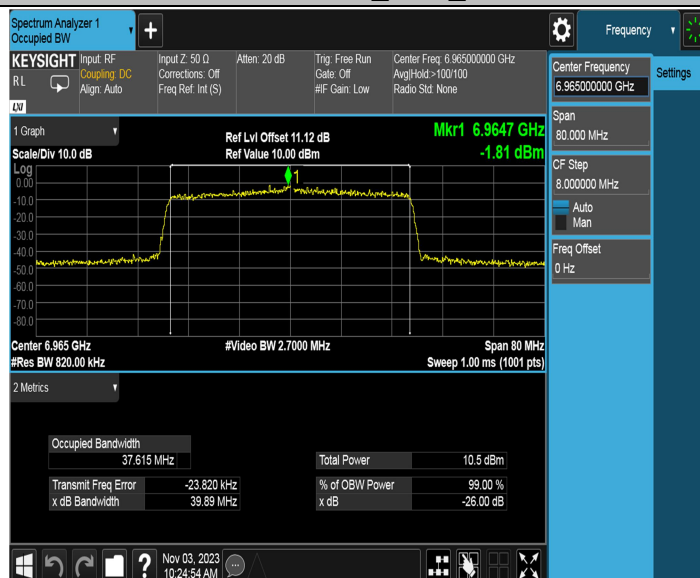 Spectrum Analyzer 1
Occupied BW
+
Frequency
KEYSIGHT
RL
LXI
Input: RF
Coupling: DC
Align: Auto
Input Z: 50 Ω
Corrections: Off
Freq Ref: Int (S)
Atten: 20 dB
Trig: Free Run
Gate: Off
#IF Gain: Low
Center Freq: 6.965000000 GHz
Avg|Hold:>100/100
Radio Std: None
Center Frequency
6.965000000 GHz
Settings
Span
80.000 MHz
CF Step
8.000000 MHz
Auto
Man
Freq Offset
0 Hz
1 Graph
Scale/Div 10.0 dB
Ref Lvl Offset 11.12 dB
Ref Value 10.00 dBm
Mkr1 6.9647 GHz
-1.81 dBm
Log
0.00
-10.0
-20.0
-30.0
-40.0
-50.0
-60.0
-70.0
-80.0
1
Center 6.965 GHz
#Video BW 2.7000 MHz
Span 80 MHz
#Res BW 820.00 kHz
Sweep 1.00 ms (1001 pts)
2 Metrics
Occupied Bandwidth
37.615 MHz
Total Power 10.5 dBm
Transmit Freq Error -23.820 kHz
% of OBW Power 99.00 %
x dB Bandwidth 39.89 MHz
x dB -26.00 dB
?
Nov 03, 2023
10:24:54 AM